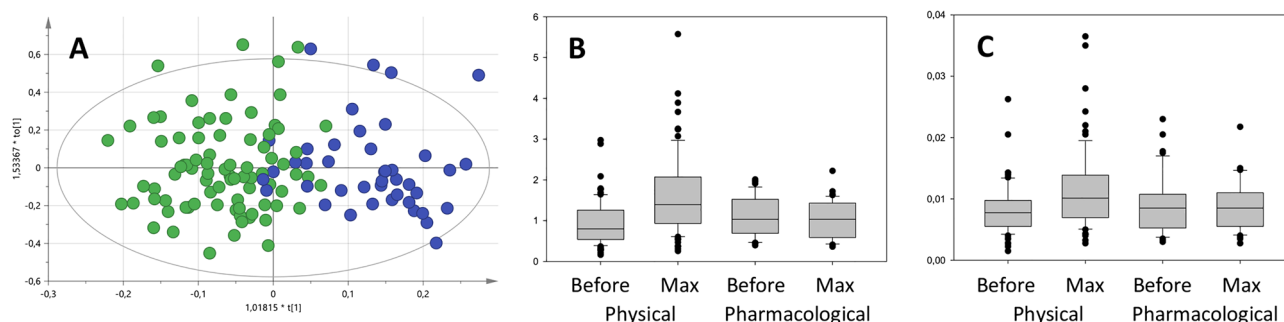 A
0,6
0,4
0,2
0
-0,2
-0,4
-0,6
-0,3
-0,2
-0,1
0
0,1
0,2
1,53367 * to[1]
1,01815 * t[1]
B
6
5
4
3
2
1
0
Before Max Before Max
Physical Pharmacological
C
0,04
0,03
0,02
0,01
0,00
Before Max Before Max
Physical Pharmacological